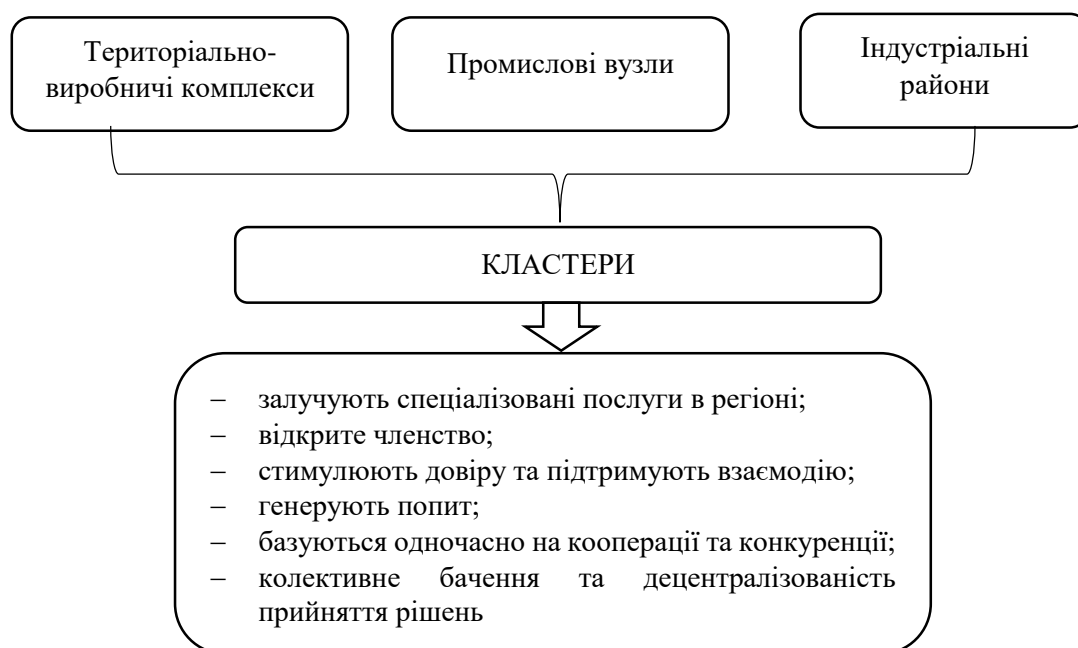 Територіально-
виробничі комплекси
Промислові вузли
Індустріальні
райони
КЛАСТЕРИ
– залучують спеціалізовані послуги в регіоні;
– відкрите членство;
– стимулюють довіру та підтримують взаємодію;
– генерують попит;
– базуються одночасно на кооперації та конкуренції;
– колективне бачення та децентралізованість
прийняття рішень